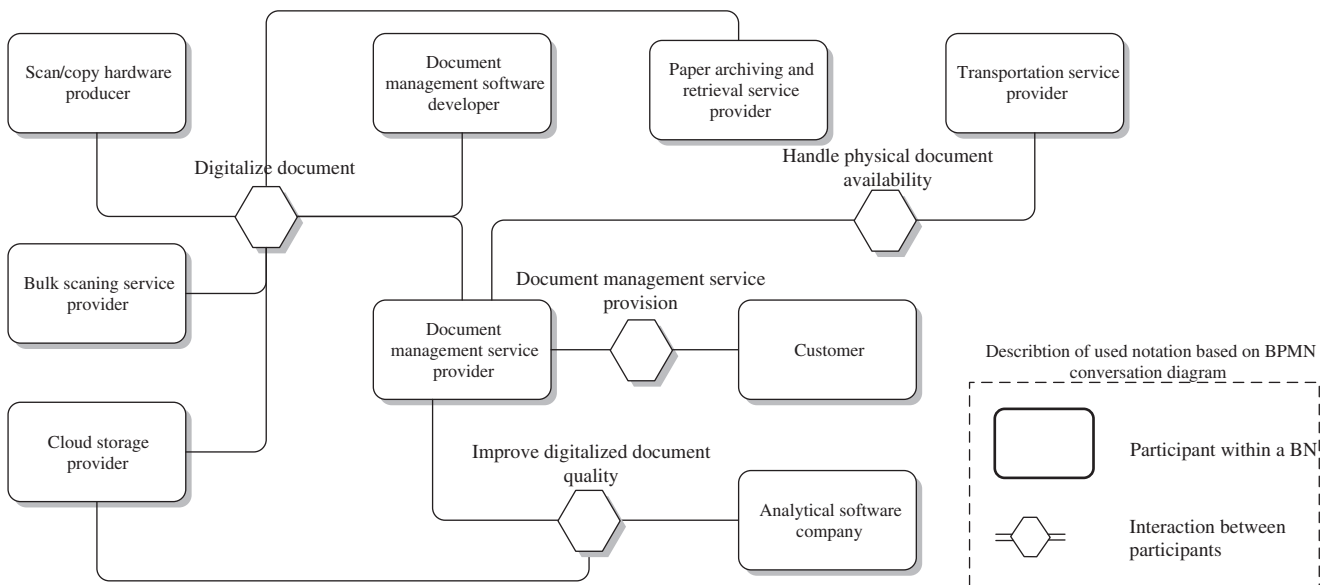 Scan/copy hardware
producer
Document
management software
developer
Paper archiving and
retrieval service
provider
Transportation service
provider
Digitalize document
Handle physical document
availability
Bulk scaning service
provider
Document management service
provision
Document
management service
provider
Customer
Describtion of used notation based on BPMN
conversation diagram
Cloud storage
provider
Improve digitalized document
quality
Analytical software
company
Participant within a BN
Interaction between
participants